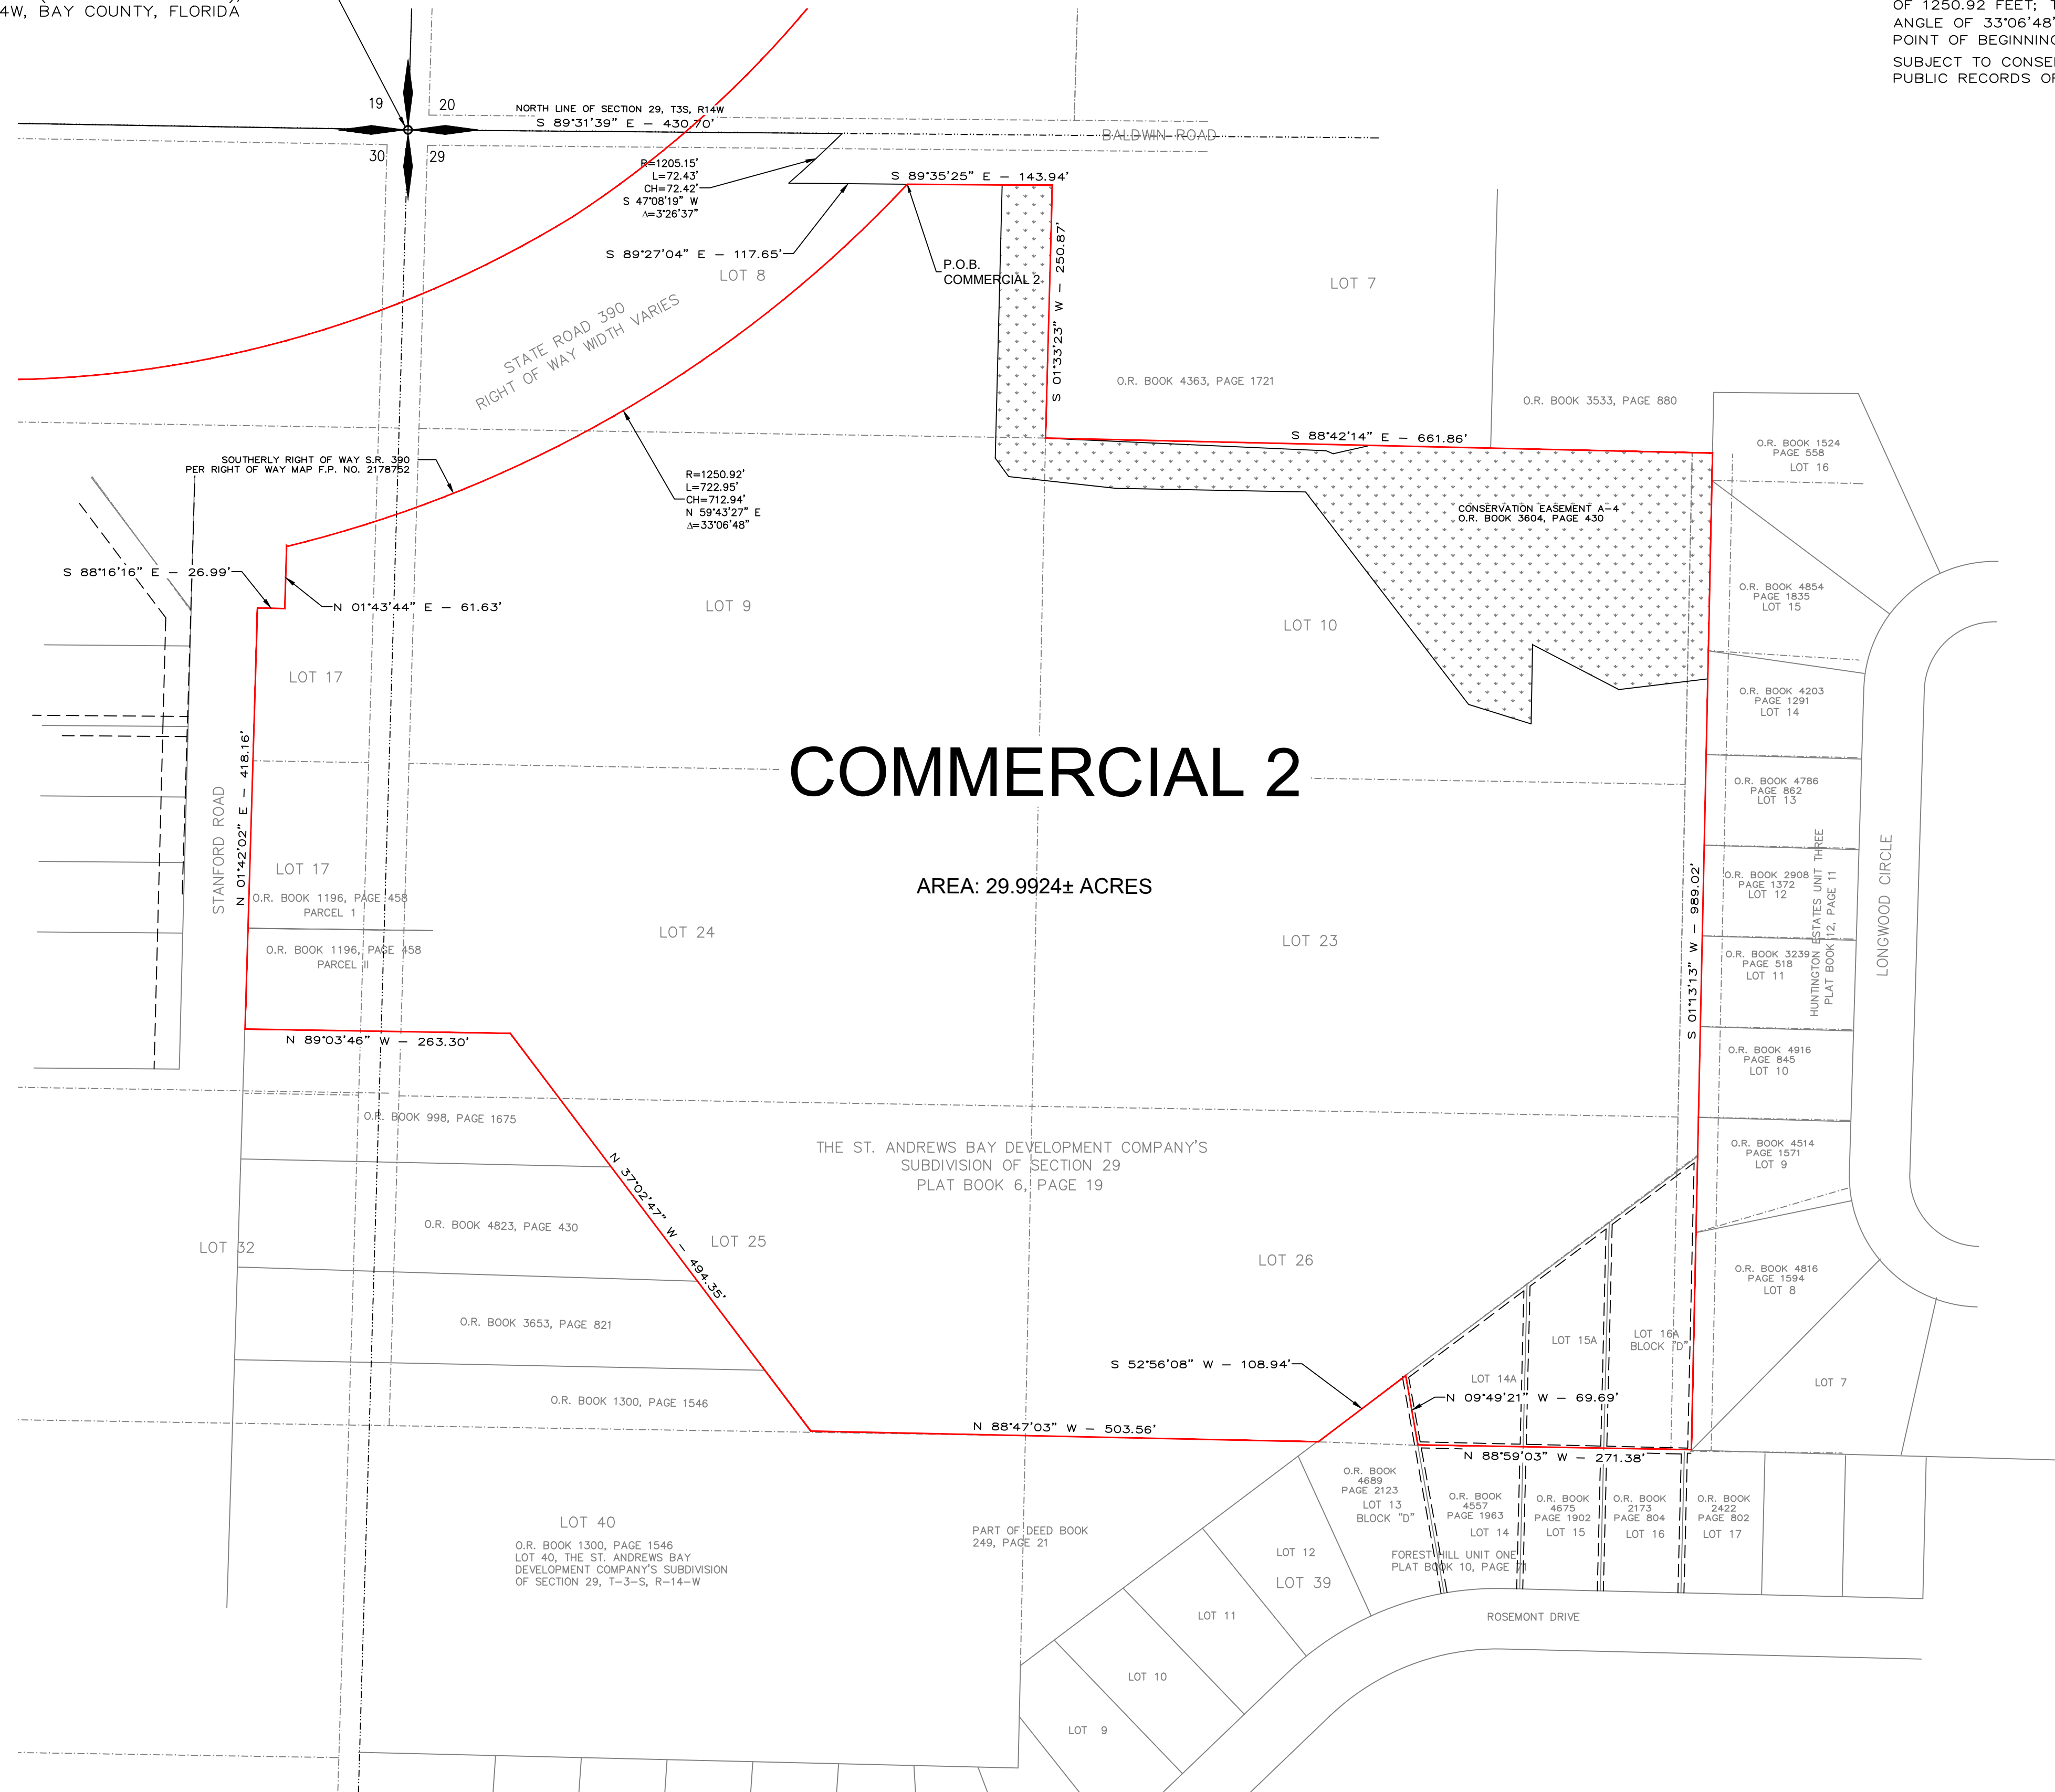 4W, BAY COUNTY, FLORIDA
OF 1250.92 FEET; T
ANGLE OF 33°06'48"
POINT OF BEGINNING
SUBJECT TO CONSE
PUBLIC RECORDS OF
19
20
30
29
NORTH LINE OF SECTION 29, T3S, R14W
S 89°31'39" E - 430.70'
BALDWIN ROAD
R=1205.15'
L=72.43'
CH=72.42'
S 47°08'19" W
Δ=3°26'37"
S 89°35'25" E - 143.94'
S 89°27'04" E - 117.65'
LOT 8
P.O.B.
COMMERCIAL 2
S 01°33'23" W - 250.87'
LOT 7
STATE ROAD 390
RIGHT OF WAY WIDTH VARIES
O.R. BOOK 4363, PAGE 1721
O.R. BOOK 3533, PAGE 880
S 88°42'14" E - 661.86'
O.R. BOOK 1524
PAGE 558
LOT 16
SOUTHERLY RIGHT OF WAY S.R. 390
PER RIGHT OF WAY MAP F.P. NO. 2178752
R=1250.92'
L=722.95'
CH=712.94'
N 59°43'27" E
Δ=33°06'48"
CONSERVATION EASEMENT A-4
O.R. BOOK 3604, PAGE 430
S 88°16'16" E - 26.99'
N 01°43'44" E - 61.63'
LOT 9
LOT 10
O.R. BOOK 4854
PAGE 1835
LOT 15
LOT 17
O.R. BOOK 4203
PAGE 1291
LOT 14
COMMERCIAL 2
O.R. BOOK 4786
PAGE 862
LOT 13
STANFORD ROAD
N 01°42'02" E - 418.16'
LOT 17
O.R. BOOK 1196, PAGE 458
PARCEL 1
AREA: 29.9924± ACRES
O.R. BOOK 2908
PAGE 1372
LOT 12
HUNTINGTON ESTATES UNIT THREE
PLAT BOOK 12, PAGE 11
LONGWOOD CIRCLE
S 01°13'13" W - 989.02'
O.R. BOOK 1196, PAGE 458
PARCEL II
LOT 24
LOT 23
O.R. BOOK 3239
PAGE 518
LOT 11
N 89°03'46" W - 263.30'
O.R. BOOK 4916
PAGE 845
LOT 10
O.R. BOOK 998, PAGE 1675
THE ST. ANDREWS BAY DEVELOPMENT COMPANY'S
SUBDIVISION OF SECTION 29
PLAT BOOK 6, PAGE 19
O.R. BOOK 4514
PAGE 1571
LOT 9
N 37°02'47" W - 494.35'
O.R. BOOK 4823, PAGE 430
LOT 32
LOT 25
LOT 26
O.R. BOOK 4816
PAGE 1594
LOT 8
O.R. BOOK 3653, PAGE 821
LOT 15A
LOT 16A
BLOCK "D"
S 52°56'08" W - 108.94'
LOT 14A
LOT 7
N 09°49'21" W - 69.69'
O.R. BOOK 1300, PAGE 1546
N 88°47'03" W - 503.56'
N 88°59'03" W - 271.38'
O.R. BOOK
4689
PAGE 2123
LOT 13
BLOCK "D"
O.R. BOOK
4557
PAGE 1963
LOT 14
O.R. BOOK
4675
PAGE 1902
LOT 15
O.R. BOOK
2173
PAGE 804
LOT 16
O.R. BOOK
2422
PAGE 802
LOT 17
LOT 40
O.R. BOOK 1300, PAGE 1546
LOT 40, THE ST. ANDREWS BAY
DEVELOPMENT COMPANY'S SUBDIVISION
OF SECTION 29, T-3-S, R-14-W
PART OF DEED BOOK
249, PAGE 21
LOT 12
LOT 39
FOREST HILL UNIT ONE
PLAT BOOK 10, PAGE 71
LOT 11
ROSEMONT DRIVE
LOT 10
LOT 9